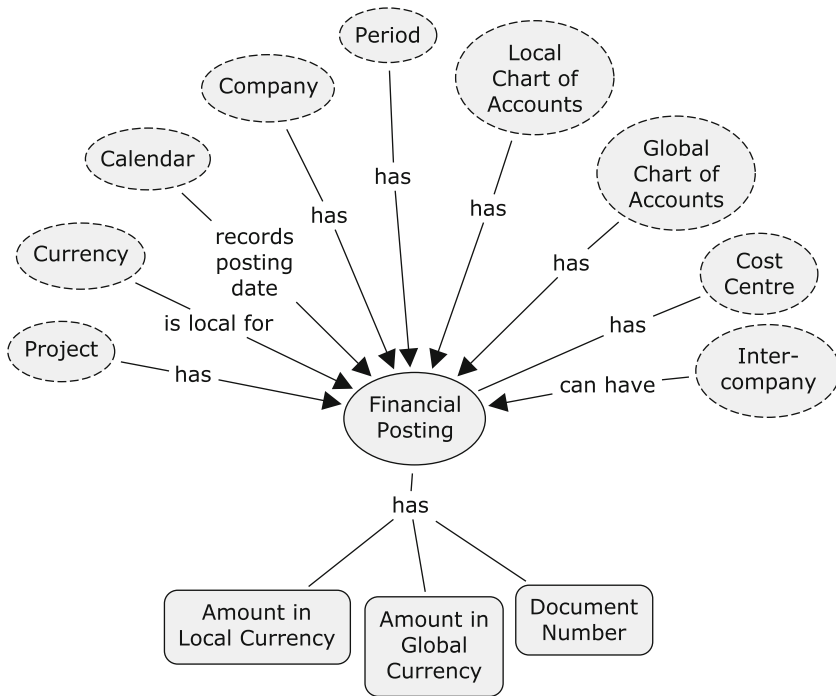 Period
Local
Chart of
Accounts
Company
Global
Chart of
Accounts
Calendar
has
has
has
records
posting
date
Currency
has
Cost
Centre
is local for
has
Project
has
Inter-
company
can have
Financial
Posting
has
Amount in
Local Currency
Amount in
Global
Currency
Document
Number